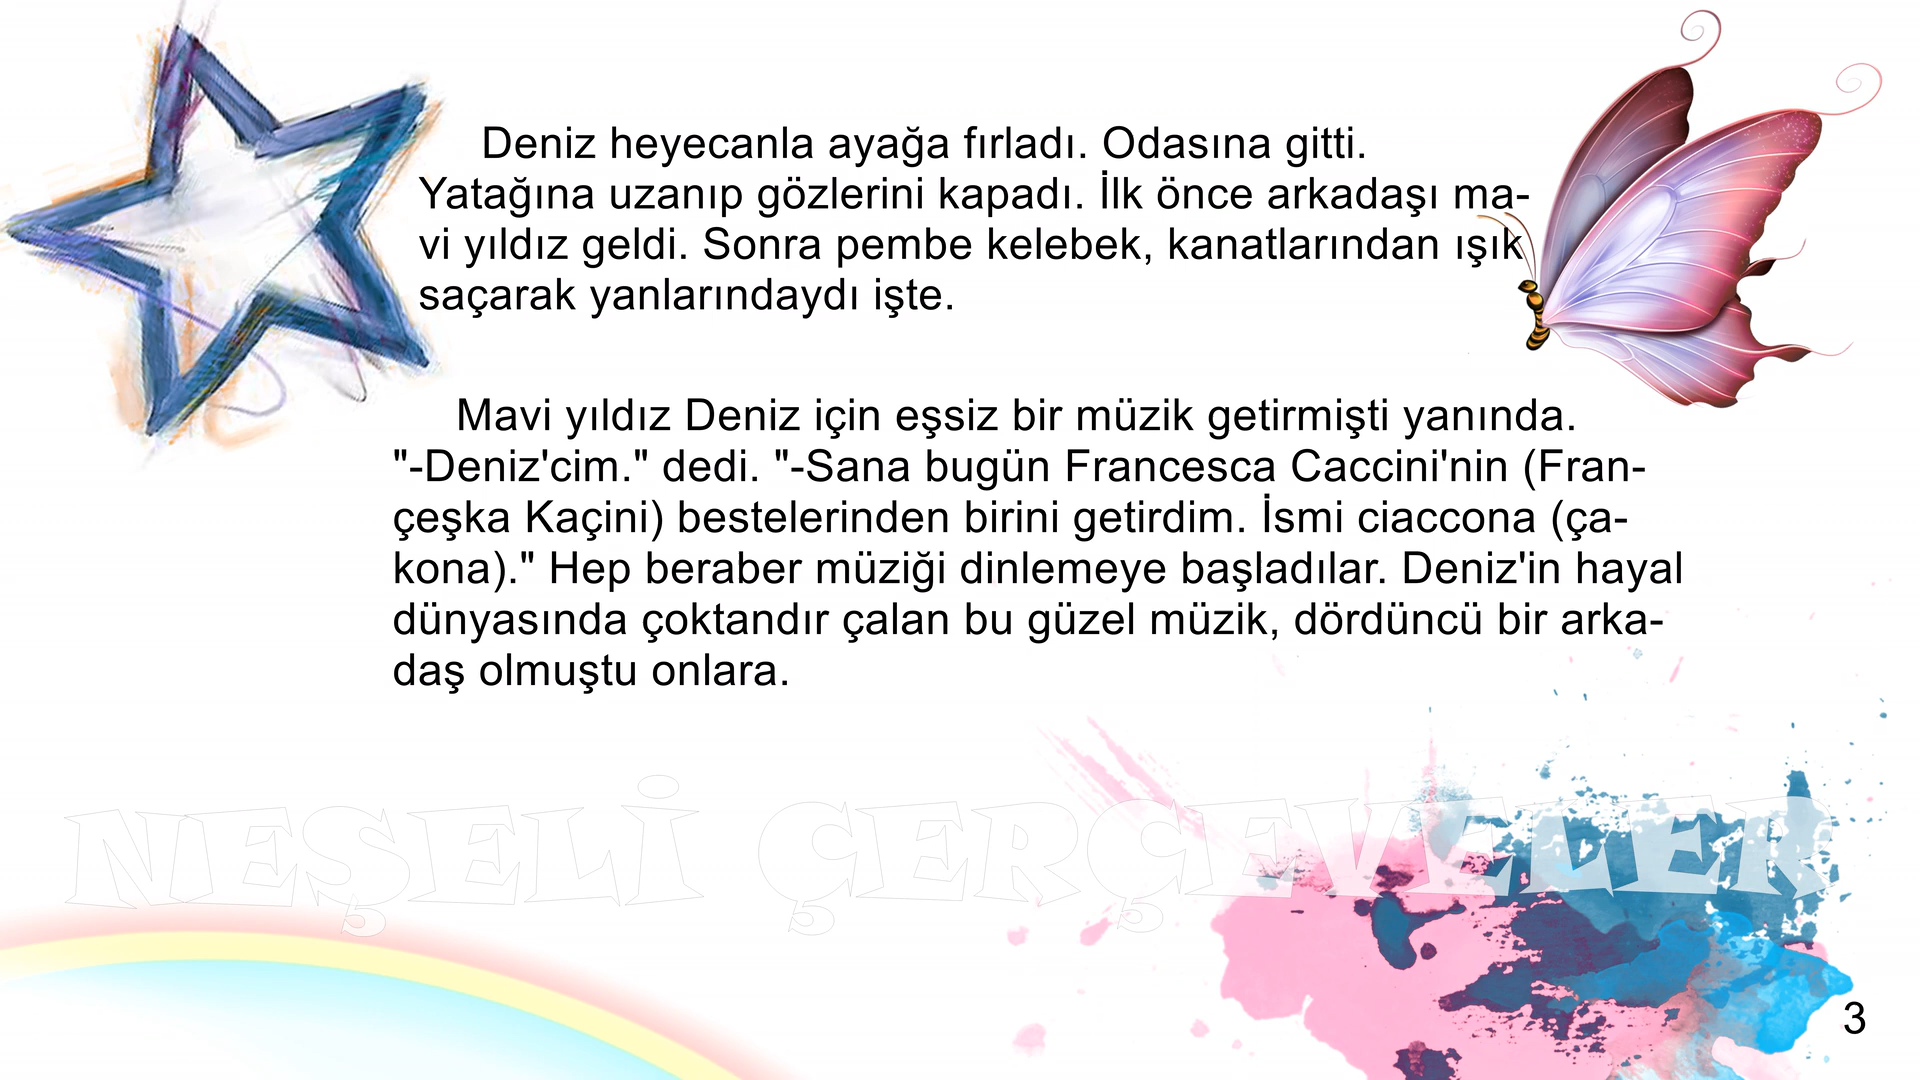 Deniz heyecanla ayağa fırladı. Odasına gitti.
Yatağına uzanıp gözlerini kapadı. İlk önce arkadaşı ma-
vi yıldız geldi. Sonra pembe kelebek, kanatlarından ışık
saçarak yanlarındaydı işte.
Mavi yıldız Deniz için eşsiz bir müzik getirmişti yanında.
"-Deniz'cim." dedi. "-Sana bugün Francesca Caccini'nin (Fran-
çeşka Kaçini) bestelerinden birini getirdim. İsmi ciaccona (ça-
kona)." Hep beraber müziği dinlemeye başladılar. Deniz'in hayal
dünyasında çoktandır çalan bu güzel müzik, dördüncü bir arka-
daş olmuştu onlara.
NEŞELİ ÇERÇEVELER
3